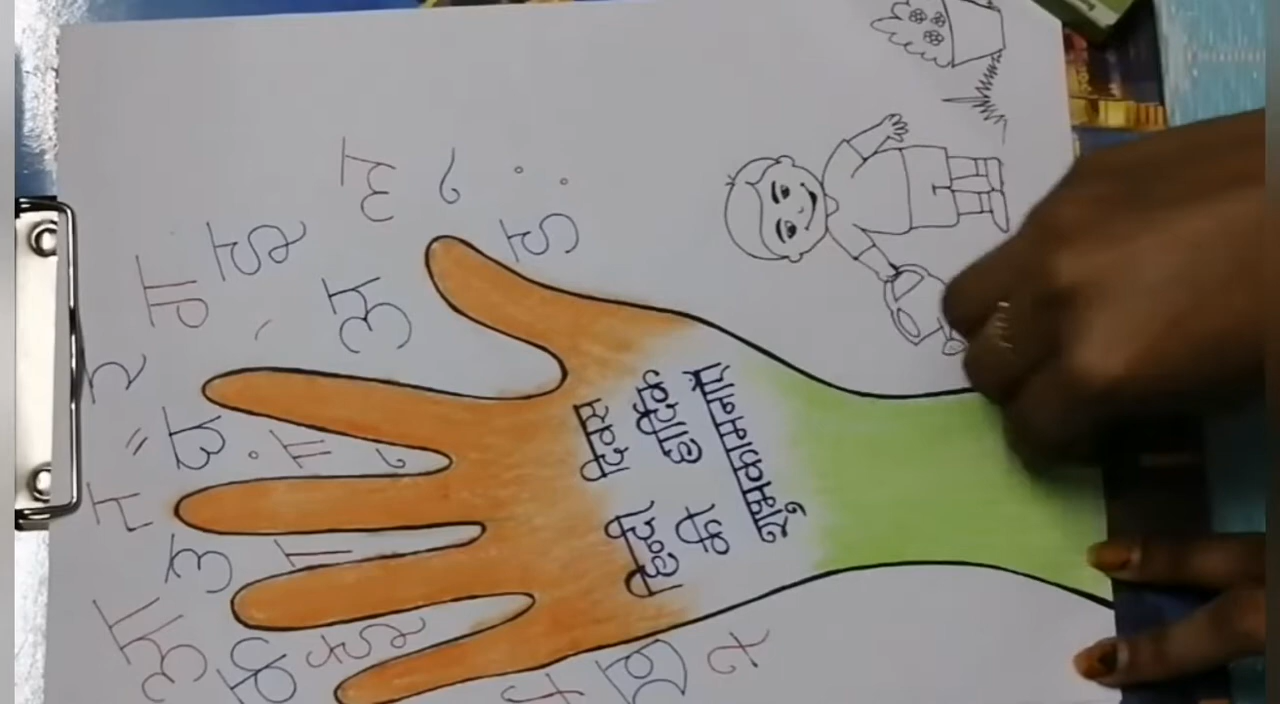 हिन्दी दिवस
की हार्दिक
शुभकामनाऐं
म
इ
गा
ड
अ
र
य
न
उ
आ
क
ख